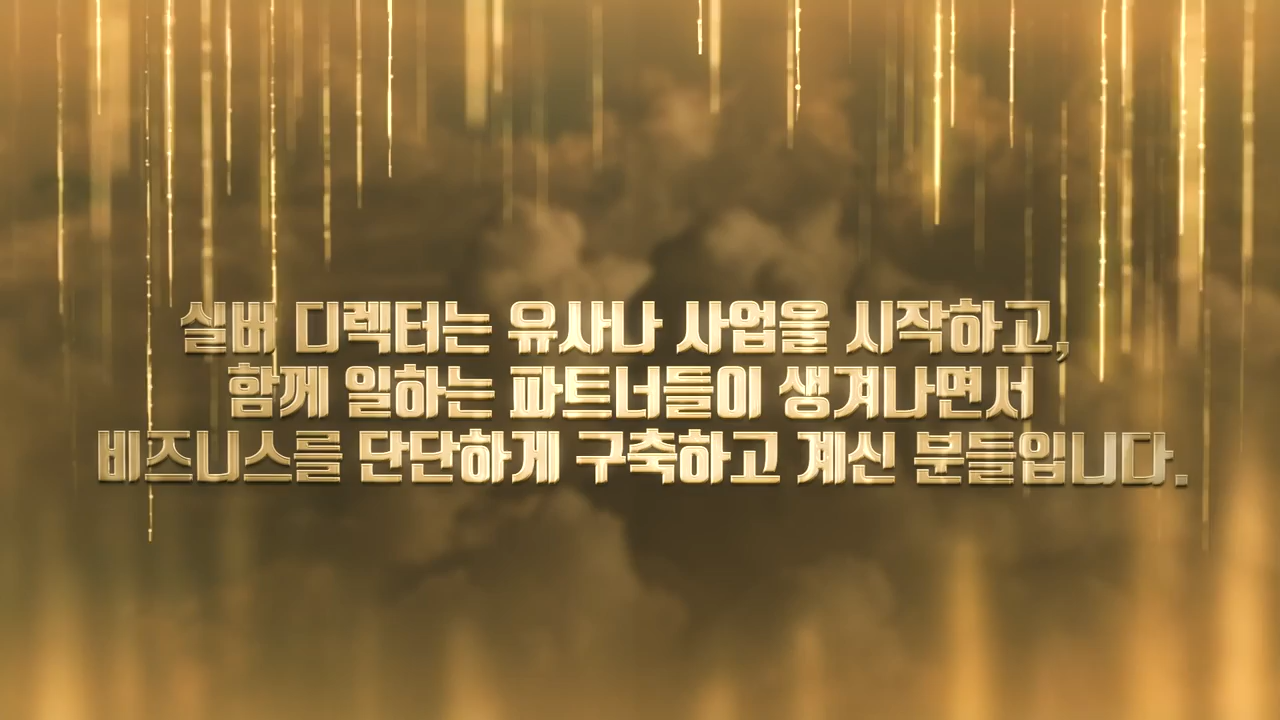 실버 디렉터는 유사나 사업을 시작하고,
함께 일하는 파트너들이 생겨나면서
비즈니스를 단단하게 구축하고 계신 분들입니다.